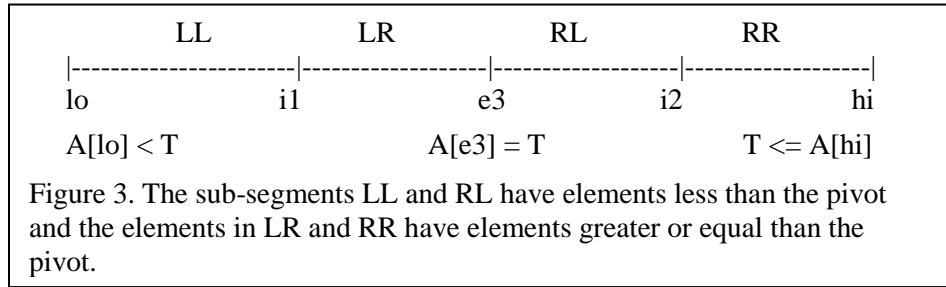 LL LR RL RR
|-----------------------|-------------------|--------------------|-------------------|
lo i1 e3 i2 hi
A[lo] < T A[e3] = T T <= A[hi]
Figure 3. The sub-segments LL and RL have elements less than the pivot
and the elements in LR and RR have elements greater or equal than the
pivot.